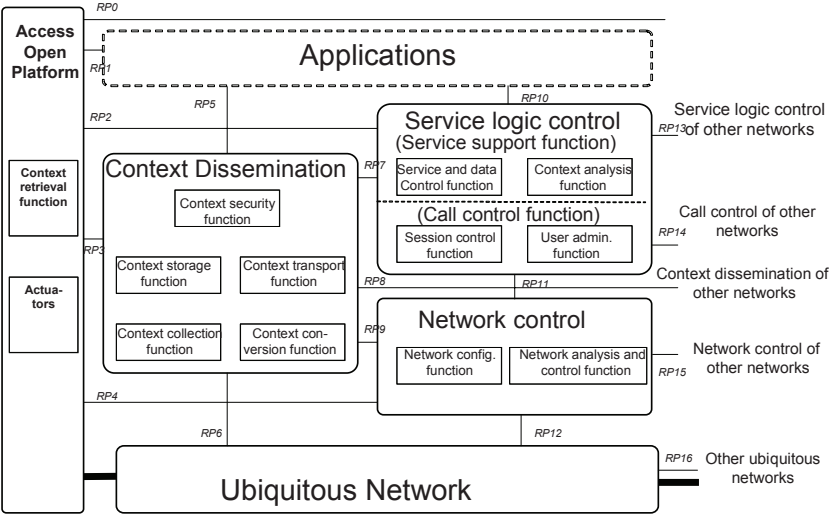 RP0
Access
Open
Platform
RP1
Applications
RP5
RP10
RP2
Service logic control
(Service support function)
Service logic control
of other networks
RP13
Context
retrieval
function
Context Dissemination
RP7
Service and data
Control function
Context analysis
function
Context security
function
(Call control function)
Call control of other
networks
RP14
RP3
Session control
function
User admin.
function
Context storage
function
Context transport
function
RP8
RP11
Context dissemination of
other networks
Actua-
tors
Context collection
function
Context con-
version function
RP9
Network control
Network config.
function
Network analysis and
control function
Network control of
other networks
RP15
RP4
RP6
RP12
Ubiquitous Network
RP16
Other ubiquitous
networks